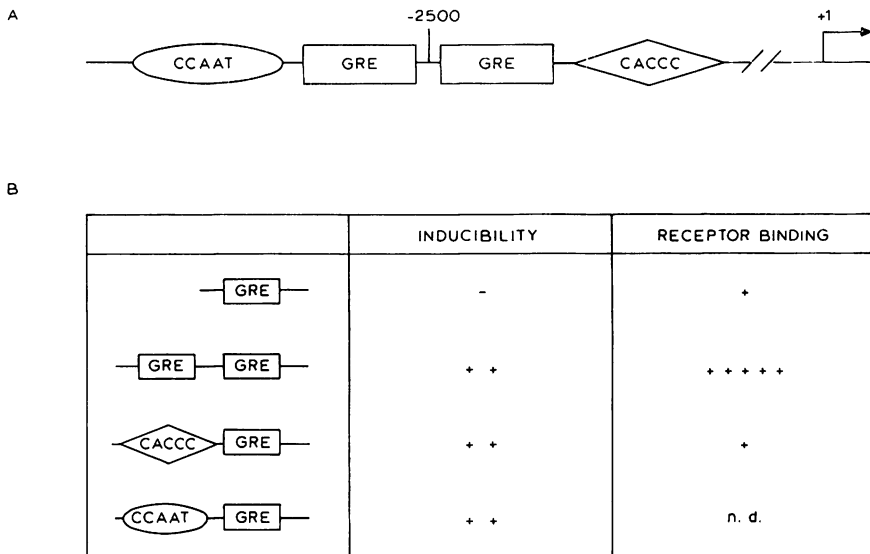 A
-2500
+1
CCAAT GRE GRE CACCC
B
INDUCIBILITY RECEPTOR BINDING
GRE - +
GRE GRE + + + + + + +
CACCC GRE + + +
CCAAT GRE + + n. d.